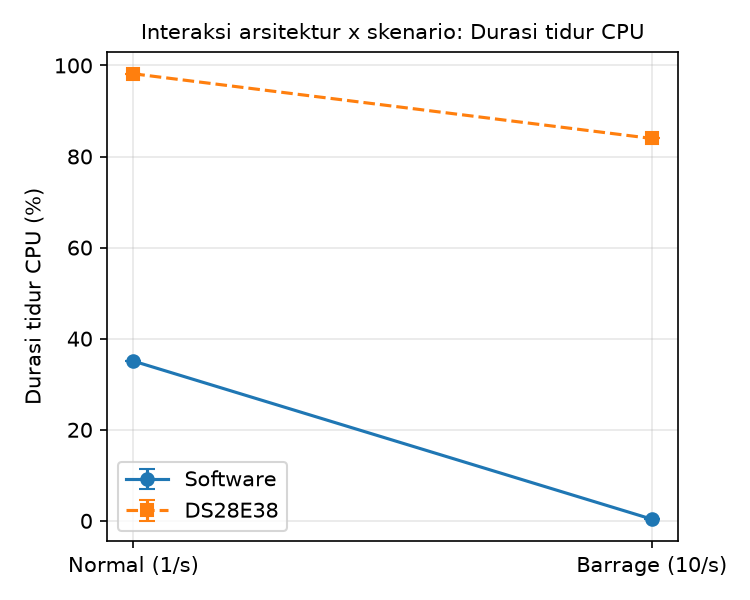 Interaksi arsitektur x skenario: Durasi tidur CPU
Durasi tidur CPU (%)
100
80
60
40
20
0
Software
DS28E38
Normal (1/s)
Barrage (10/s)